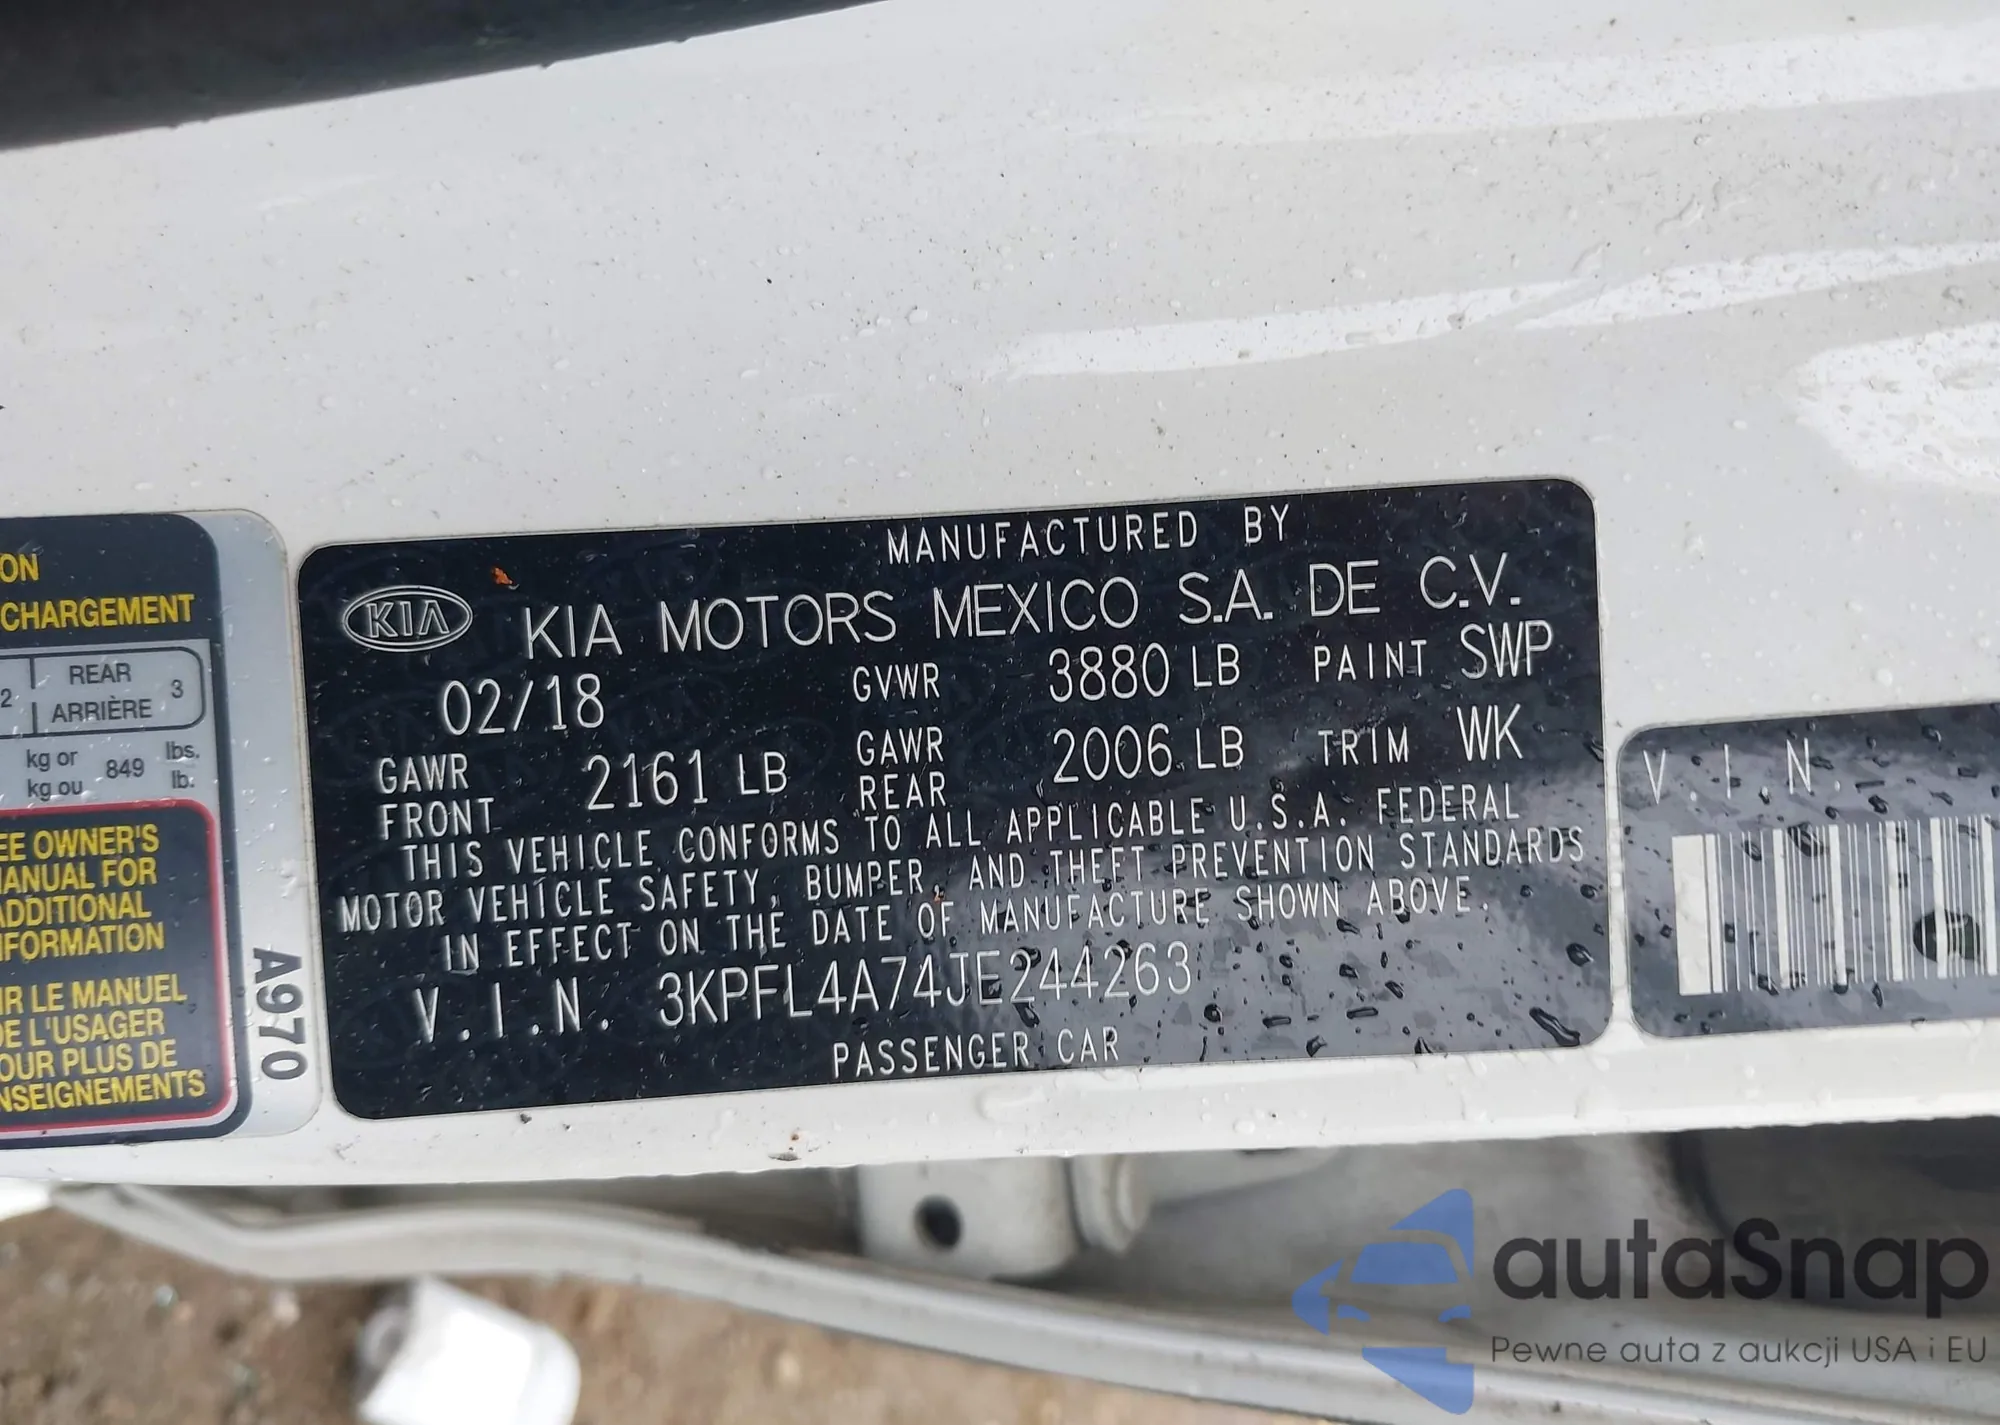 ON
CHARGEMENT
2 REAR 3
ARRIÈRE
kg or 849 lbs.
kg ou lb.
EE OWNER'S
MANUAL FOR
ADDITIONAL
NFORMATION
IR LE MANUEL
DE L'USAGER
OUR PLUS DE
NSEIGNEMENTS
A970
MANUFACTURED BY
KIA KIA MOTORS MEXICO S.A. DE C.V.
02/18 GVWR 3880 LB PAINT SWP
GAWR 2161 LB GAWR 2006 LB TRIM WK
FRONT REAR
THIS VEHICLE CONFORMS TO ALL APPLICABLE U.S.A. FEDERAL
MOTOR VEHICLE SAFETY, BUMPER, AND THEFT PREVENTION STANDARDS
IN EFFECT ON THE DATE OF MANUFACTURE SHOWN ABOVE.
V.I.N. 3KPFL4A74JE244263
PASSENGER CAR
V.I.N.
autaSnap
Pewne auta z aukcji USA i EU